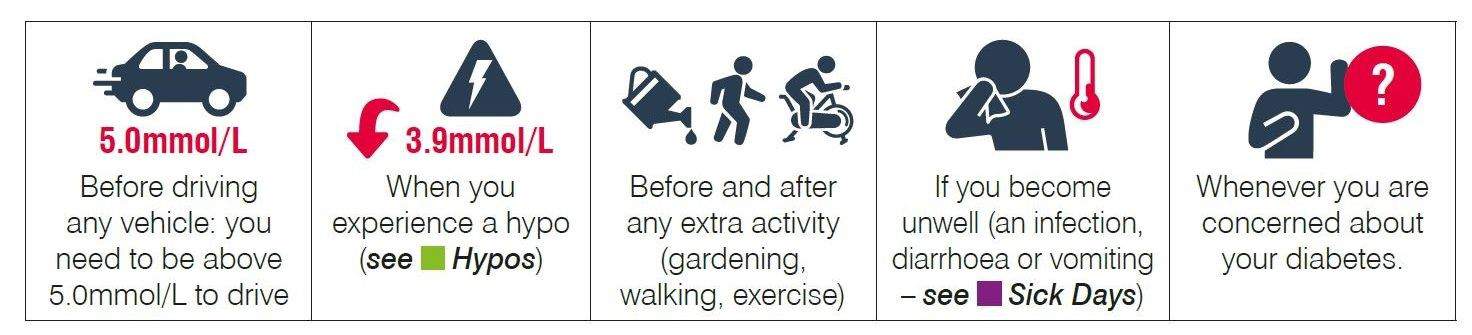 5.0mmol/L
Before driving
any vehicle: you
need to be above
5.0mmol/L to drive
3.9mmol/L
When you
experience a hypo
(see Hypos)
Before and after
any extra activity
(gardening,
walking, exercise)
If you become
unwell (an infection,
diarrhoea or vomiting
– see Sick Days)
?
Whenever you are
concerned about
your diabetes.